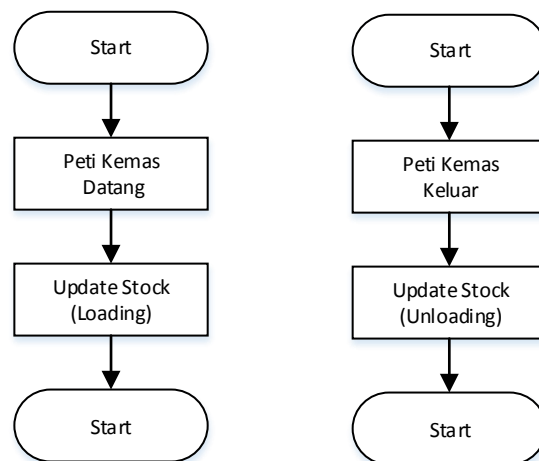 Start
Peti Kemas
Datang
Update Stock
(Loading)
Start
Start
Peti Kemas
Keluar
Update Stock
(Unloading)
Start